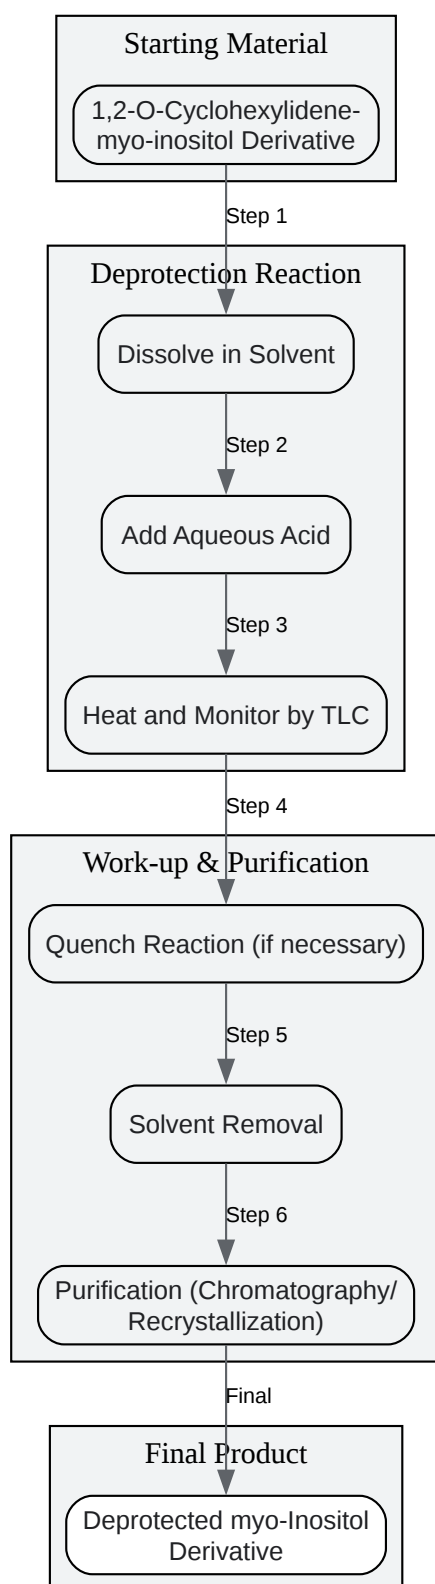 Starting Material
1,2-O-Cyclohexylidene-
myo-inositol Derivative
Step 1
Deprotection Reaction
Dissolve in Solvent
Step 2
Add Aqueous Acid
Step 3
Heat and Monitor by TLC
Step 4
Work-up & Purification
Quench Reaction (if necessary)
Step 5
Solvent Removal
Step 6
Purification (Chromatography/
Recrystallization)
Final
Final Product
Deprotected myo-Inositol
Derivative